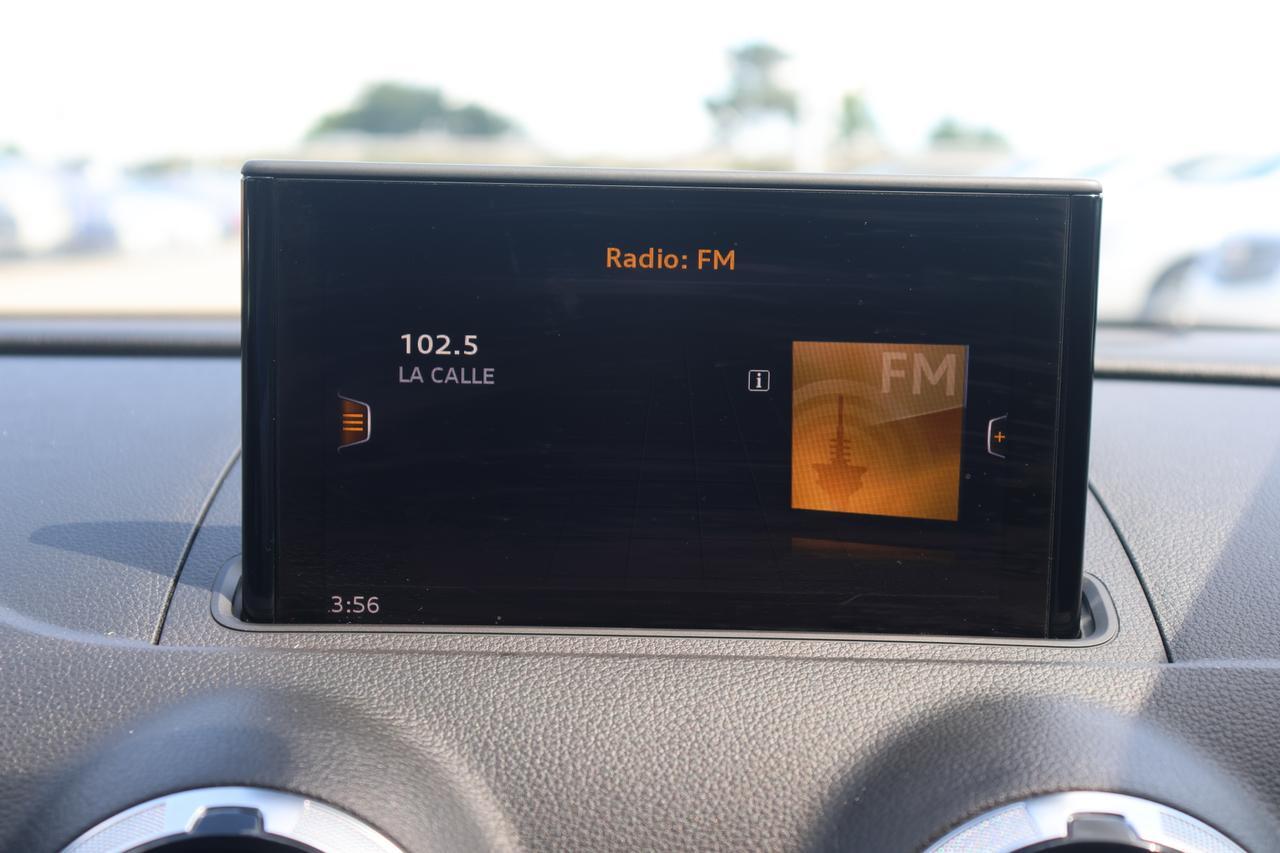 Radio: FM
102.5
LA CALLE
i
FM
+
3:56